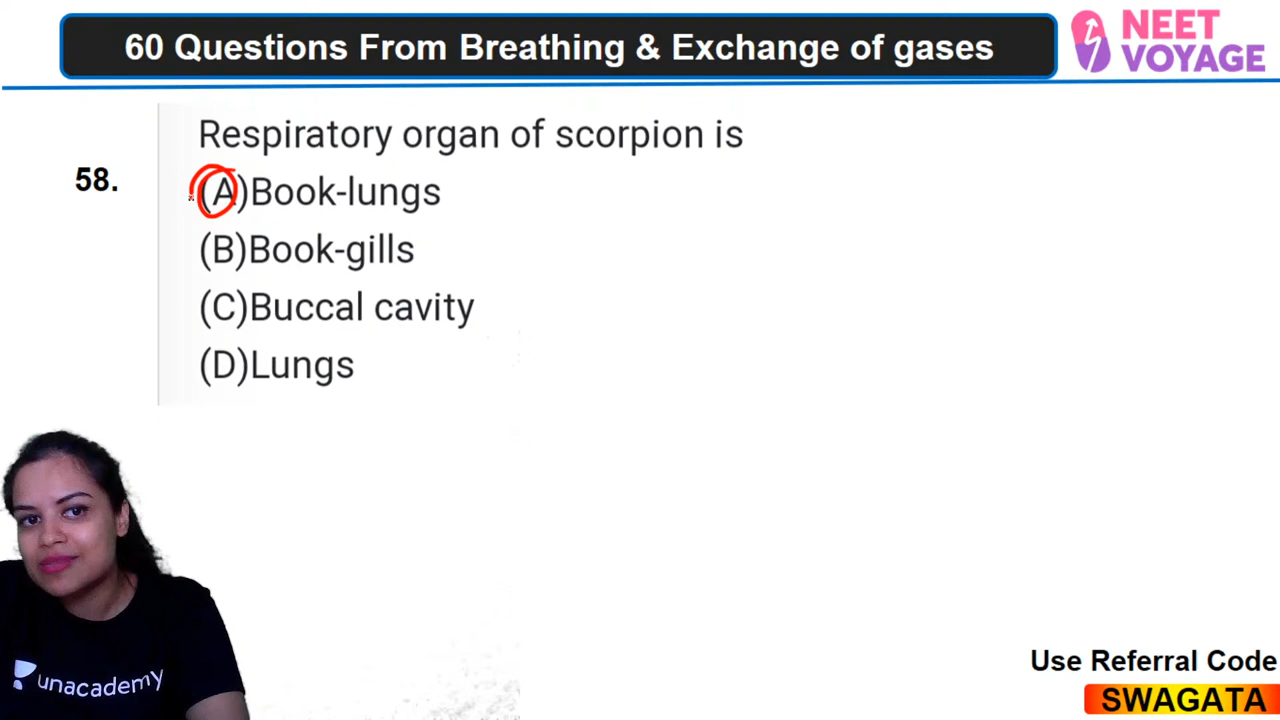 60 Questions From Breathing & Exchange of gases
NEET
VOYAGE
58.
Respiratory organ of scorpion is
(A)Book-lungs
(B)Book-gills
(C)Buccal cavity
(D)Lungs
unacademy
Use Referral Code
SWAGATA